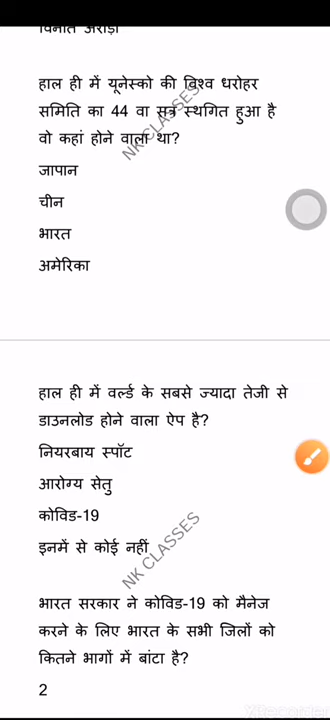 विनीत अरोड़ा
हाल ही में यूनेस्को की विश्व धरोहर
समिति का 44 वा सत्र स्थगित हुआ है
वो कहां होने वाला था?
जापान
चीन
भारत
अमेरिका
हाल ही में वर्ल्ड के सबसे ज्यादा तेजी से
डाउनलोड होने वाला ऐप है?
नियरबाय स्पॉट
आरोग्य सेतु
कोविड-19
इनमें से कोई नहीं
भारत सरकार ने कोविड-19 को मैनेज
करने के लिए भारत के सभी जिलों को
कितने भागों में बांटा है?
2
NK CLASSES
NK CLASSES